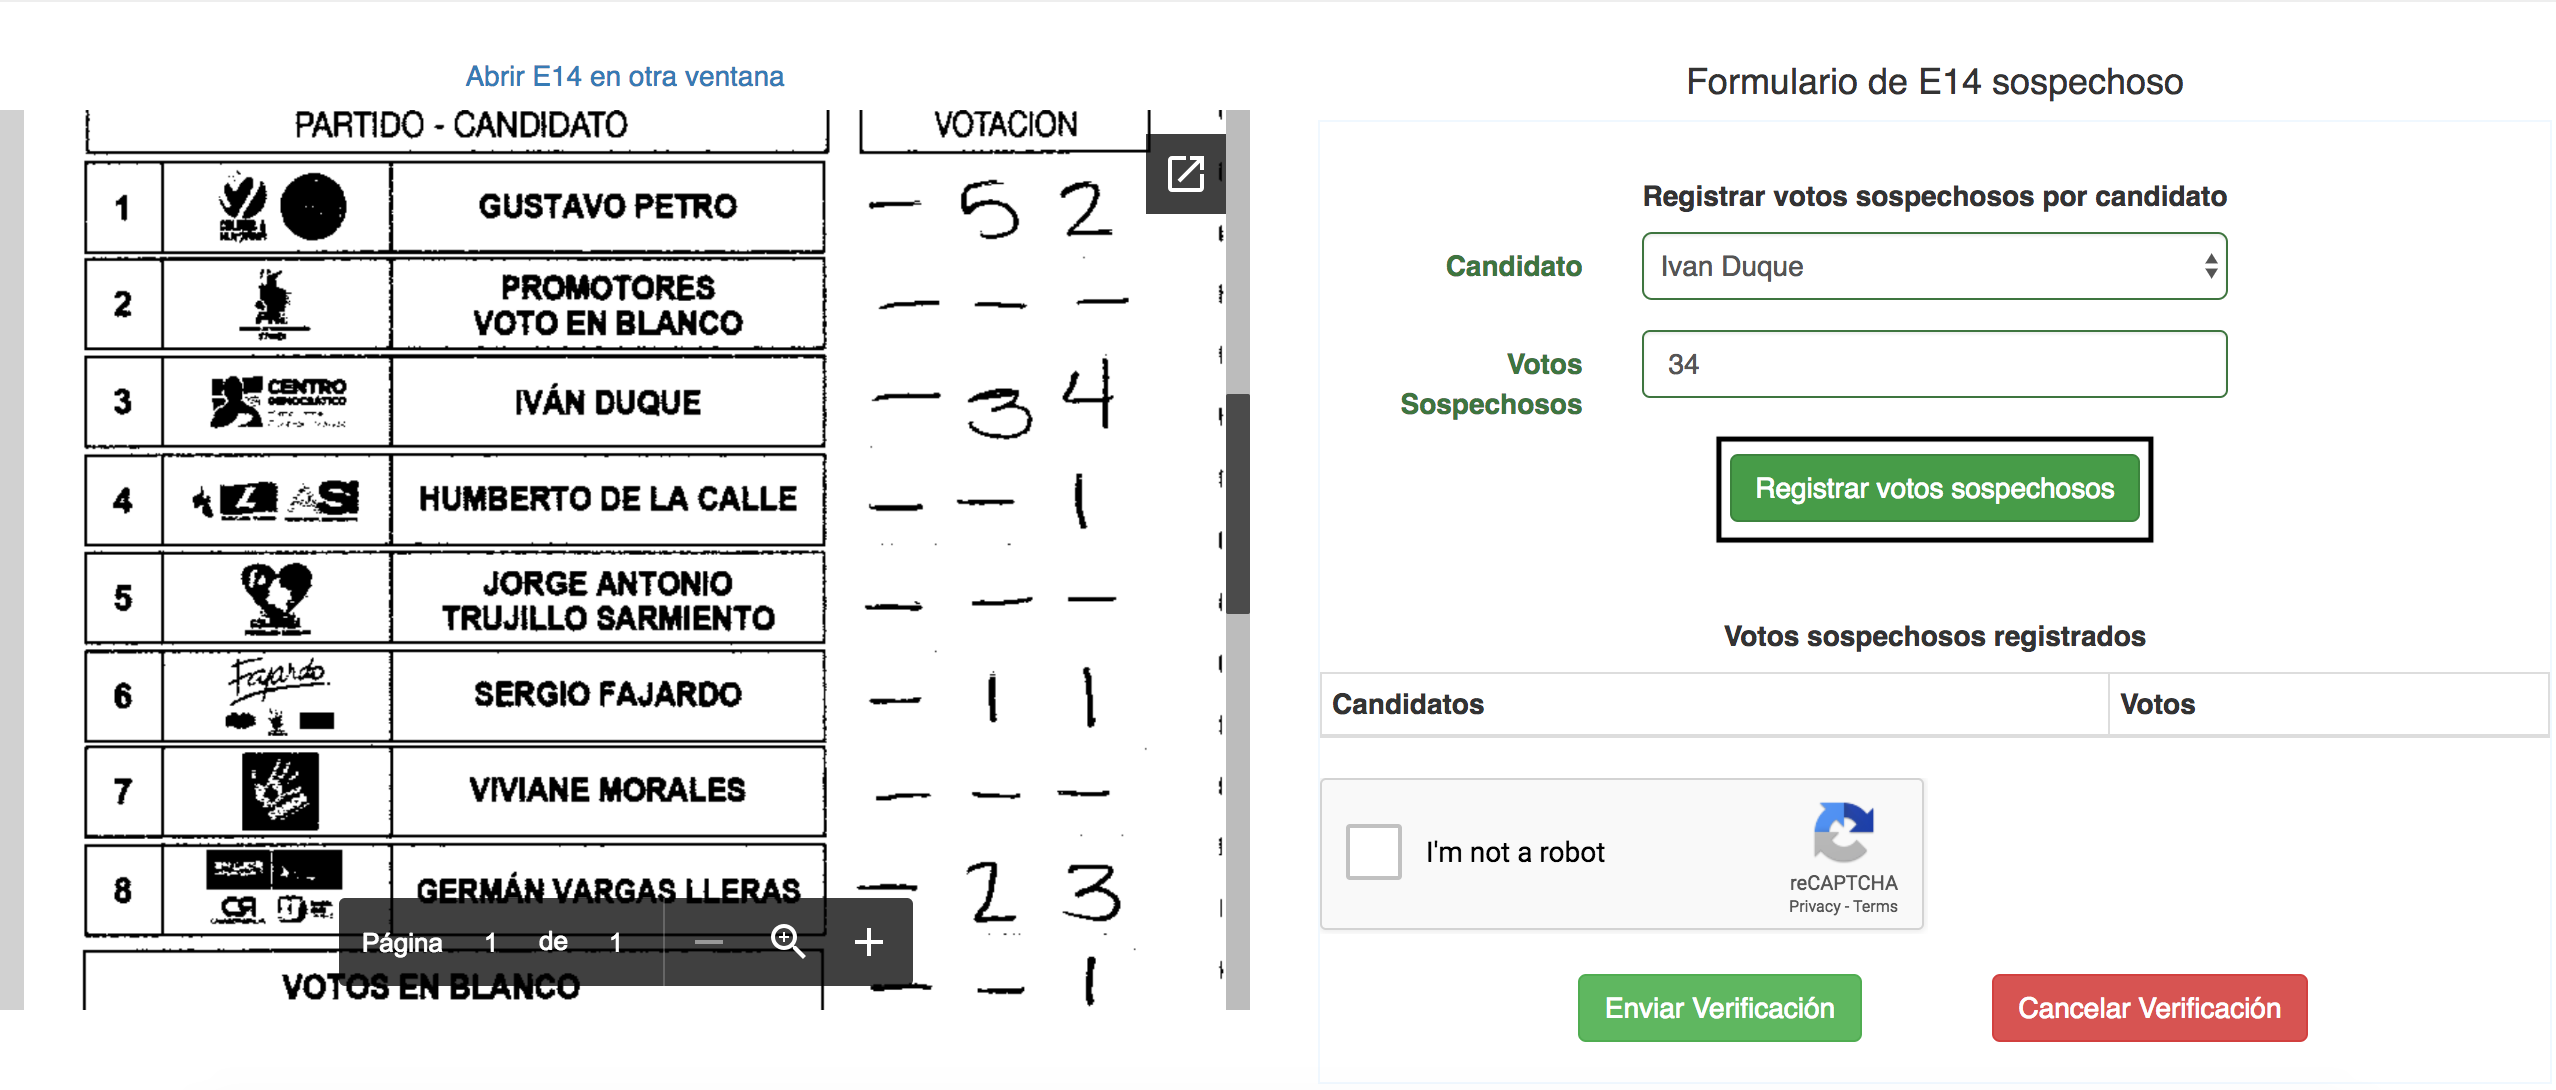 Abrir E14 en otra ventana
PARTIDO - CANDIDATO VOTACION
1 GUSTAVO PETRO - 5 2
2 PROMOTORES VOTO EN BLANCO - - -
3 CENTRO DEMOCRÁTICO IVÁN DUQUE - 3 4
4 HUMBERTO DE LA CALLE - - 1
5 JORGE ANTONIO TRUJILLO SARMIENTO - - -
6 Fajardo SERGIO FAJARDO - 1 1
7 VIVIANE MORALES - - -
8 GERMÁN VARGAS LLERAS - 2 3
Página 1 de 1
VOTOS EN BLANCO - - 1
Formulario de E14 sospechoso
Registrar votos sospechosos por candidato
Candidato Ivan Duque
Votos Sospechosos 34
Registrar votos sospechosos
Votos sospechosos registrados
Candidatos Votos
I'm not a robot
reCAPTCHA
Privacy - Terms
Enviar Verificación Cancelar Verificación